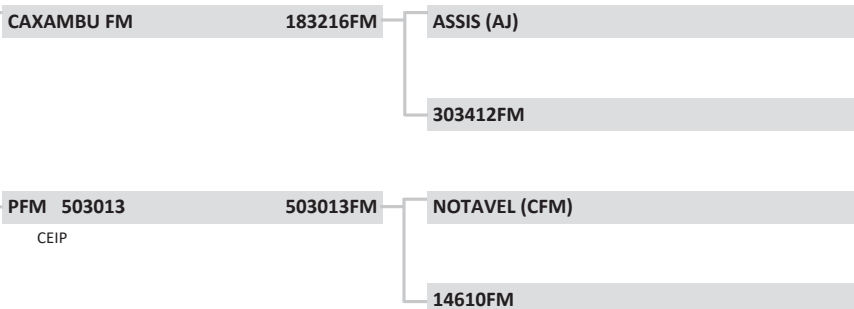 CAXAMBU FM 183216FM ASSIS (AJ)
303412FM
PFM 503013 503013FM NOTAVEL (CFM)
CEIP
14610FM